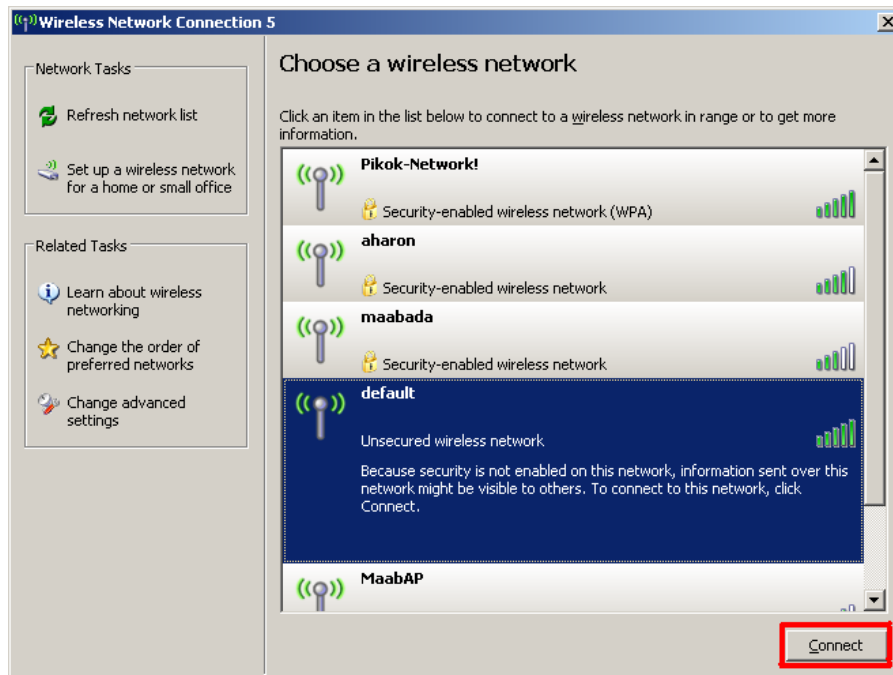 Wireless Network Connection 5
Network Tasks
Refresh network list
Set up a wireless network
for a home or small office
Related Tasks
Learn about wireless
networking
Change the order of
preferred networks
Change advanced
settings
Choose a wireless network
Click an item in the list below to connect to a wireless network in range or to get more
information.
Pikok-Network!
Security-enabled wireless network (WPA)
aharon
Security-enabled wireless network
maabada
Security-enabled wireless network
default
Unsecured wireless network
Because security is not enabled on this network, information sent over this
network might be visible to others. To connect to this network, click
Connect.
MaabAP
Connect